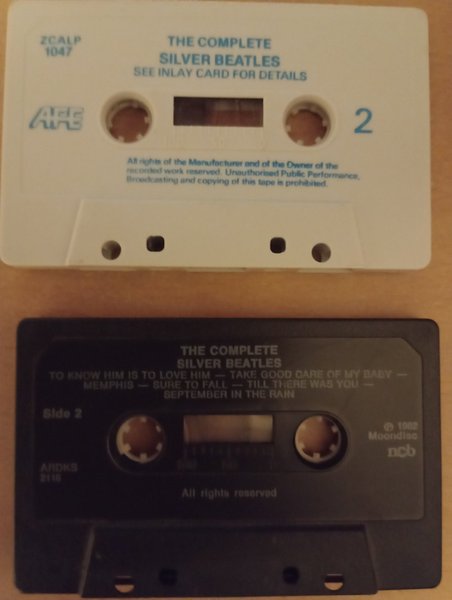 ZCALP
1047
THE COMPLETE
SILVER BEATLES
SEE INLAY CARD FOR DETAILS
AFE
2
All rights of the Manufacturer and of the Owner of the
recorded work reserved. Unauthorised Public Performance,
Broadcasting and copying of this tape is prohibited.
THE COMPLETE
SILVER BEATLES
TO KNOW HIM IS TO LOVE HIM — TAKE GOOD CARE OF MY BABY —
MEMPHIS — SURE TO FALL — TILL THERE WAS YOU —
SEPTEMBER IN THE RAIN
Side 2
℗ 1982
Moondisc
ncb
ARDKS
2116
All rights reserved